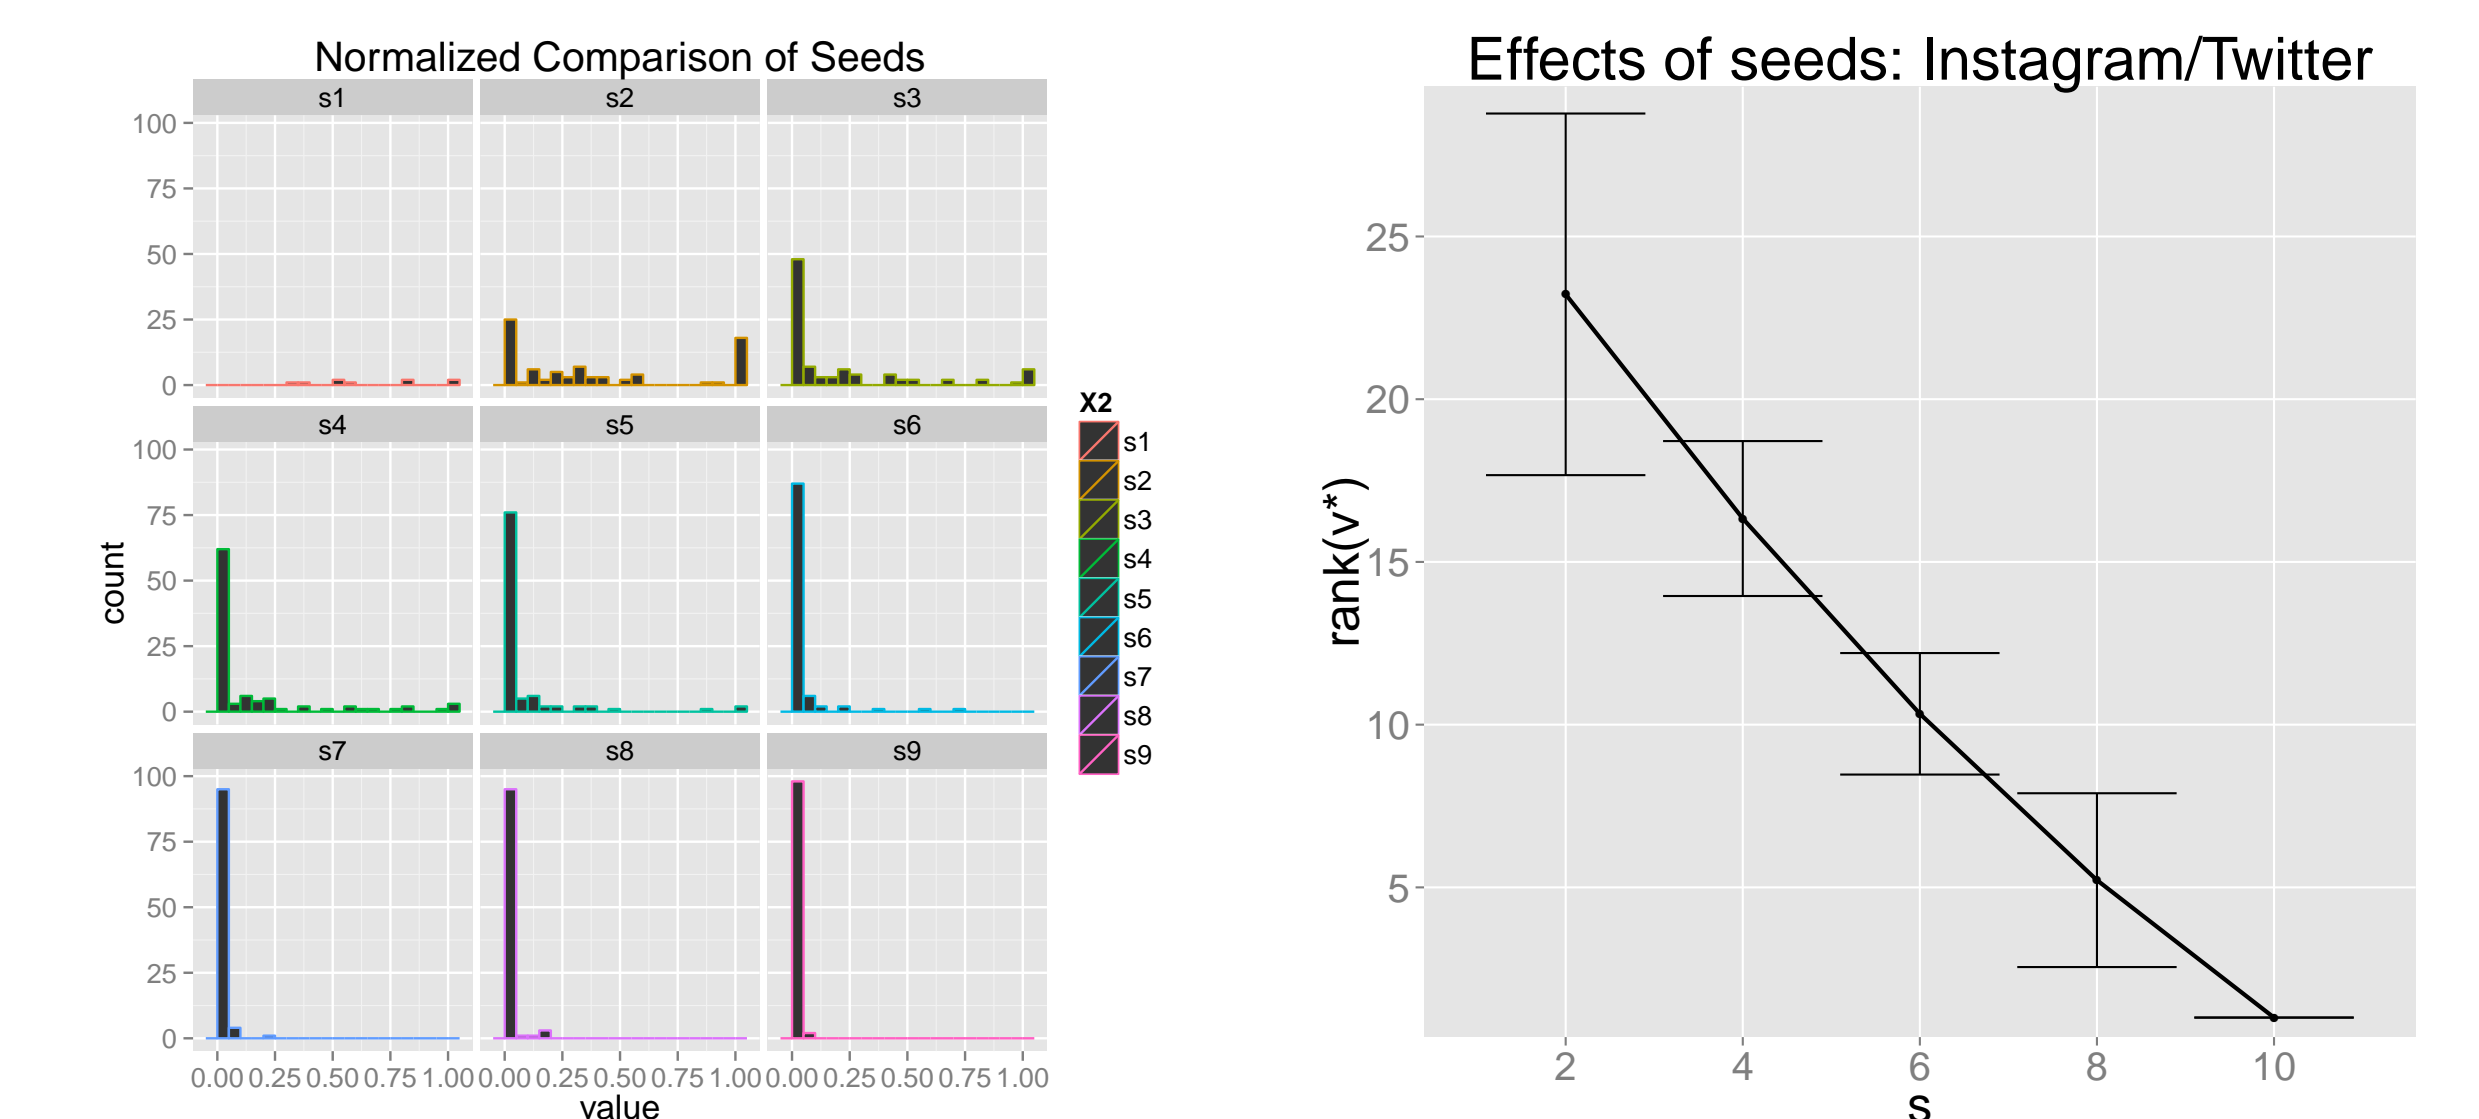 Normalized Comparison of Seeds
s1 s2 s3
100
75
50
25
0
s4 s5 s6
100
75
50
25
0
s7 s8 s9
100
75
50
25
0
0.00 0.25 0.50 0.75 1.00 0.00 0.25 0.50 0.75 1.00 0.00 0.25 0.50 0.75 1.00
value
count
X2
s1
s2
s3
s4
s5
s6
s7
s8
s9
Effects of seeds: Instagram/Twitter
25
20
15
10
5
rank(v*)
2 4 6 8 10
s